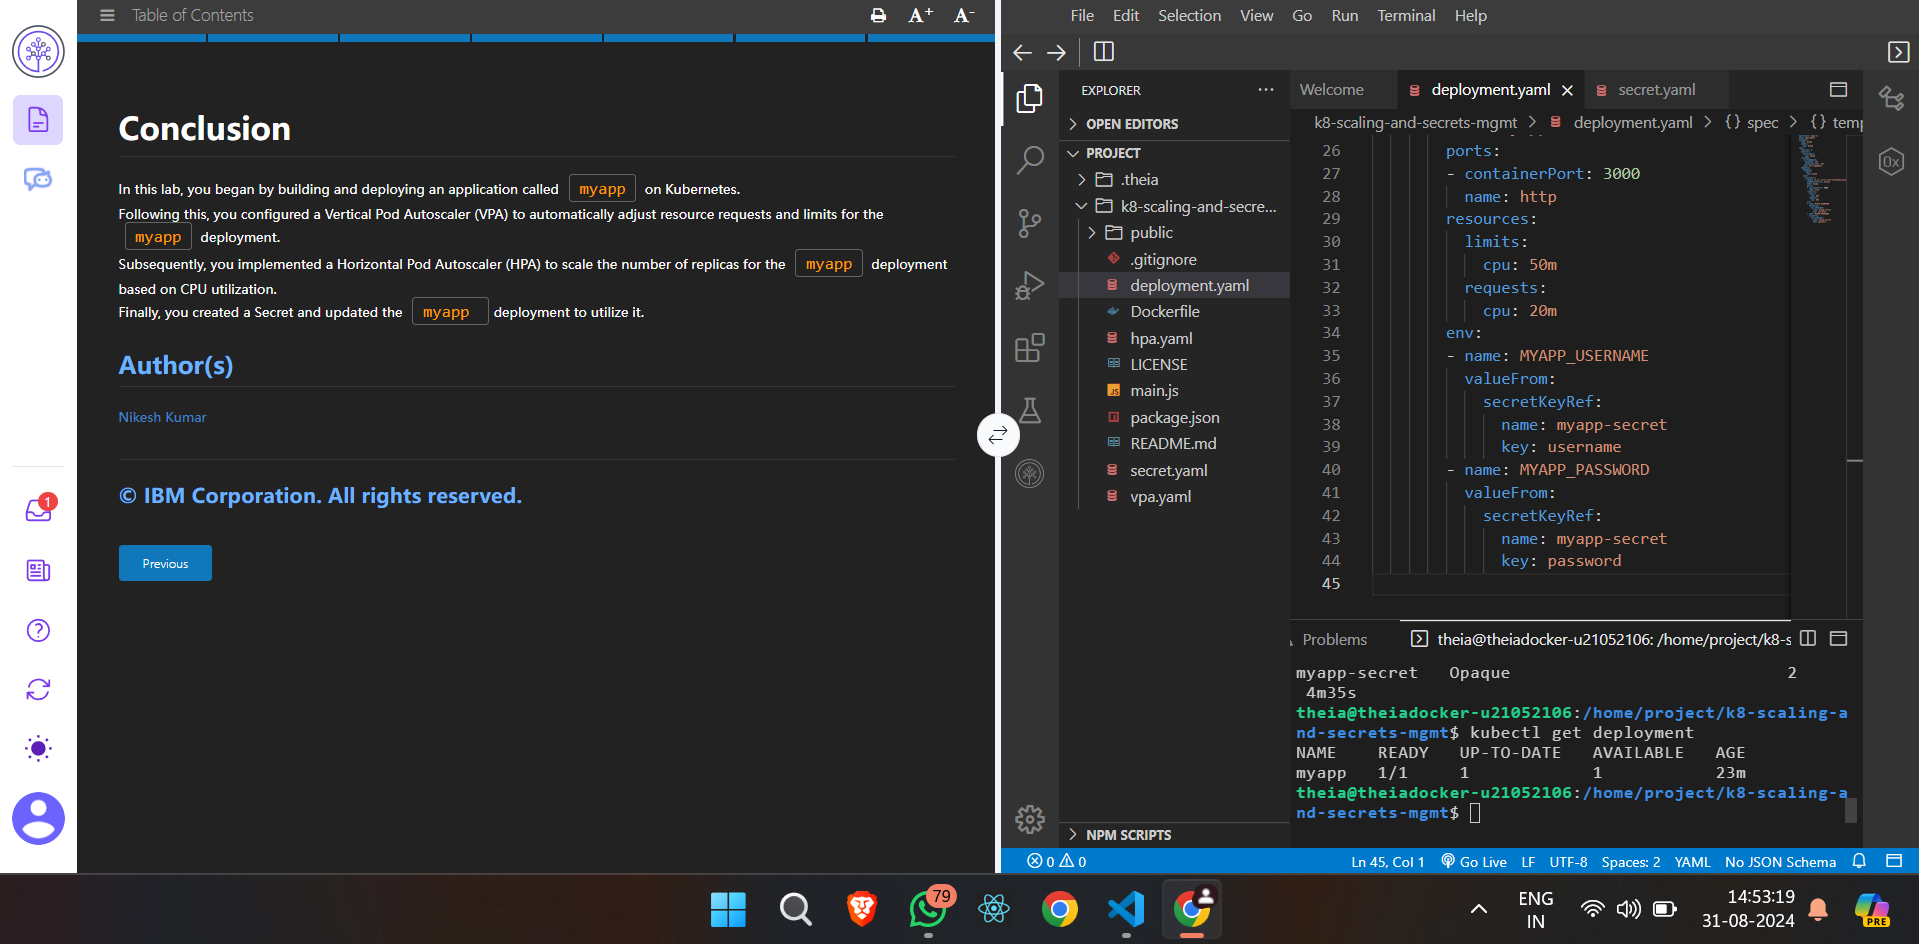 Table of Contents
A+ A-
Conclusion
In this lab, you began by building and deploying an application called myapp on Kubernetes.
Following this, you configured a Vertical Pod Autoscaler (VPA) to automatically adjust resource requests and limits for the
myapp deployment.
Subsequently, you implemented a Horizontal Pod Autoscaler (HPA) to scale the number of replicas for the myapp deployment
based on CPU utilization.
Finally, you created a Secret and updated the myapp deployment to utilize it.
Author(s)
Nikesh Kumar
© IBM Corporation. All rights reserved.
Previous
1
File Edit Selection View Go Run Terminal Help
EXPLORER
OPEN EDITORS
PROJECT
.theia
k8-scaling-and-secre...
public
.gitignore
deployment.yaml
Dockerfile
hpa.yaml
LICENSE
main.js
package.json
README.md
secret.yaml
vpa.yaml
NPM SCRIPTS
Welcome deployment.yaml secret.yaml
k8-scaling-and-secrets-mgmt > deployment.yaml > {} spec > {} temp
26 ports:
27 - containerPort: 3000
28 name: http
29 resources:
30 limits:
31 cpu: 50m
32 requests:
33 cpu: 20m
34 env:
35 - name: MYAPP_USERNAME
36 valueFrom:
37 secretKeyRef:
38 name: myapp-secret
39 key: username
40 - name: MYAPP_PASSWORD
41 valueFrom:
42 secretKeyRef:
43 name: myapp-secret
44 key: password
45
Problems theia@theiadocker-u21052106: /home/project/k8-s
myapp-secret Opaque 2
4m35s
theia@theiadocker-u21052106:/home/project/k8-scaling-a
nd-secrets-mgmt$ kubectl get deployment
NAME READY UP-TO-DATE AVAILABLE AGE
myapp 1/1 1 1 23m
theia@theiadocker-u21052106:/home/project/k8-scaling-a
nd-secrets-mgmt$
0x
0 0 Ln 45, Col 1 Go Live LF UTF-8 Spaces: 2 YAML No JSON Schema
79
ENG
IN
14:53:19
31-08-2024
PRE